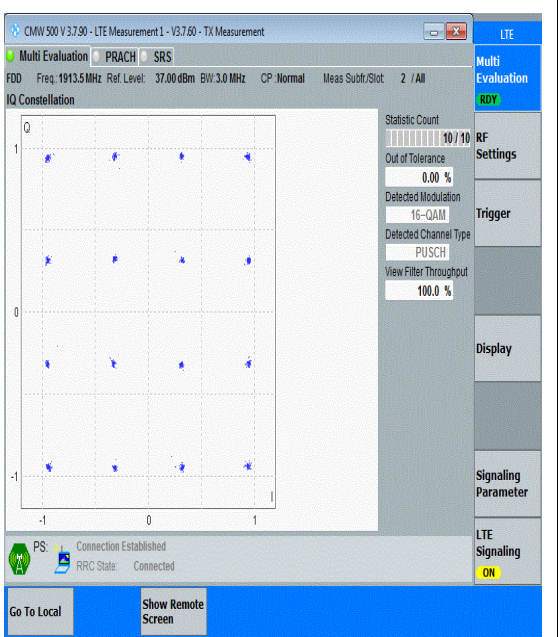 CMW 500 V 3.7.90 - LTE Measurement 1 - V3.7.60 - TX Measurement
LTE
Multi Evaluation PRACH SRS
FDD Freq.:1913.5 MHz Ref. Level: 37.00 dBm BW:3.0 MHz CP :Normal Meas Subfr./Slot: 2 / All
IQ Constellation
Q
1
0
-1
-1 0 1
I
Statistic Count
10 / 10
Out of Tolerance
0.00 %
Detected Modulation
16-QAM
Detected Channel Type
PUSCH
View Filter Throughput
100.0 %
Multi
Evaluation
RDY
RF
Settings
Trigger
Display
Signaling
Parameter
LTE
Signaling
ON
PS: Connection Established
RRC State: Connected
Go To Local
Show Remote
Screen